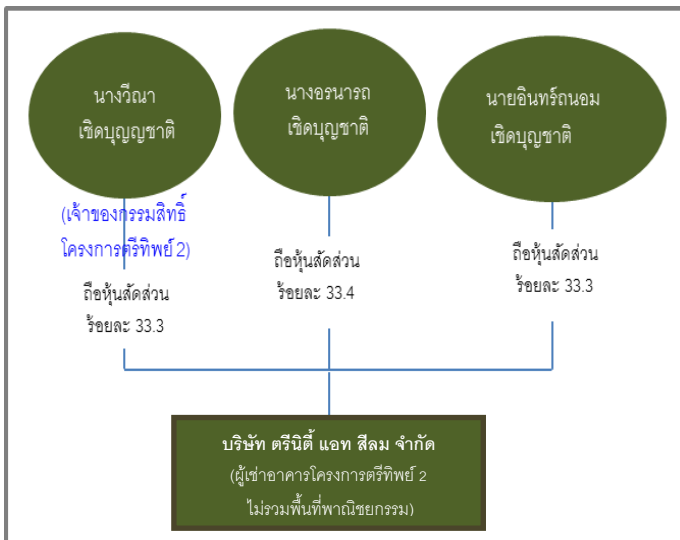 นางวีณา
เชิดบุญญชาติ
นางอรนารถ
เชิดบุญชาติ
นายอินทร์ถนอม
เชิดบุญชาติ
(เจ้าของกรรมสิทธิ์
โครงการตรีทิพย์ 2)
ถือหุ้นสัดส่วน
ร้อยละ 33.3
ถือหุ้นสัดส่วน
ร้อยละ 33.4
ถือหุ้นสัดส่วน
ร้อยละ 33.3
บริษัท ตรีนิตี้ แอท สีลม จำกัด
(ผู้เช่าอาคารโครงการตรีทิพย์ 2
ไม่รวมพื้นที่พาณิชยกรรม)